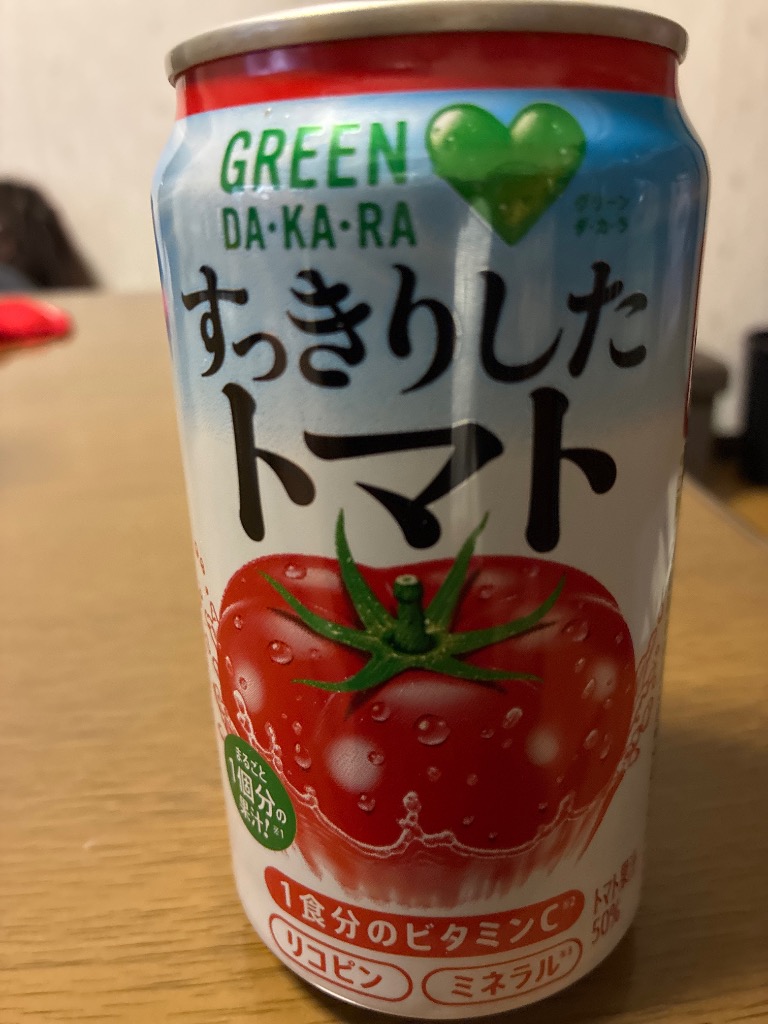 GREEN
DA・KA・RA
グリーン
ダ・カ・ラ
すっきりした
トマト
まるごと
1個分の
果汁!※1
1食分のビタミンC※2
リコピン
ミネラル
トマト果汁
50%